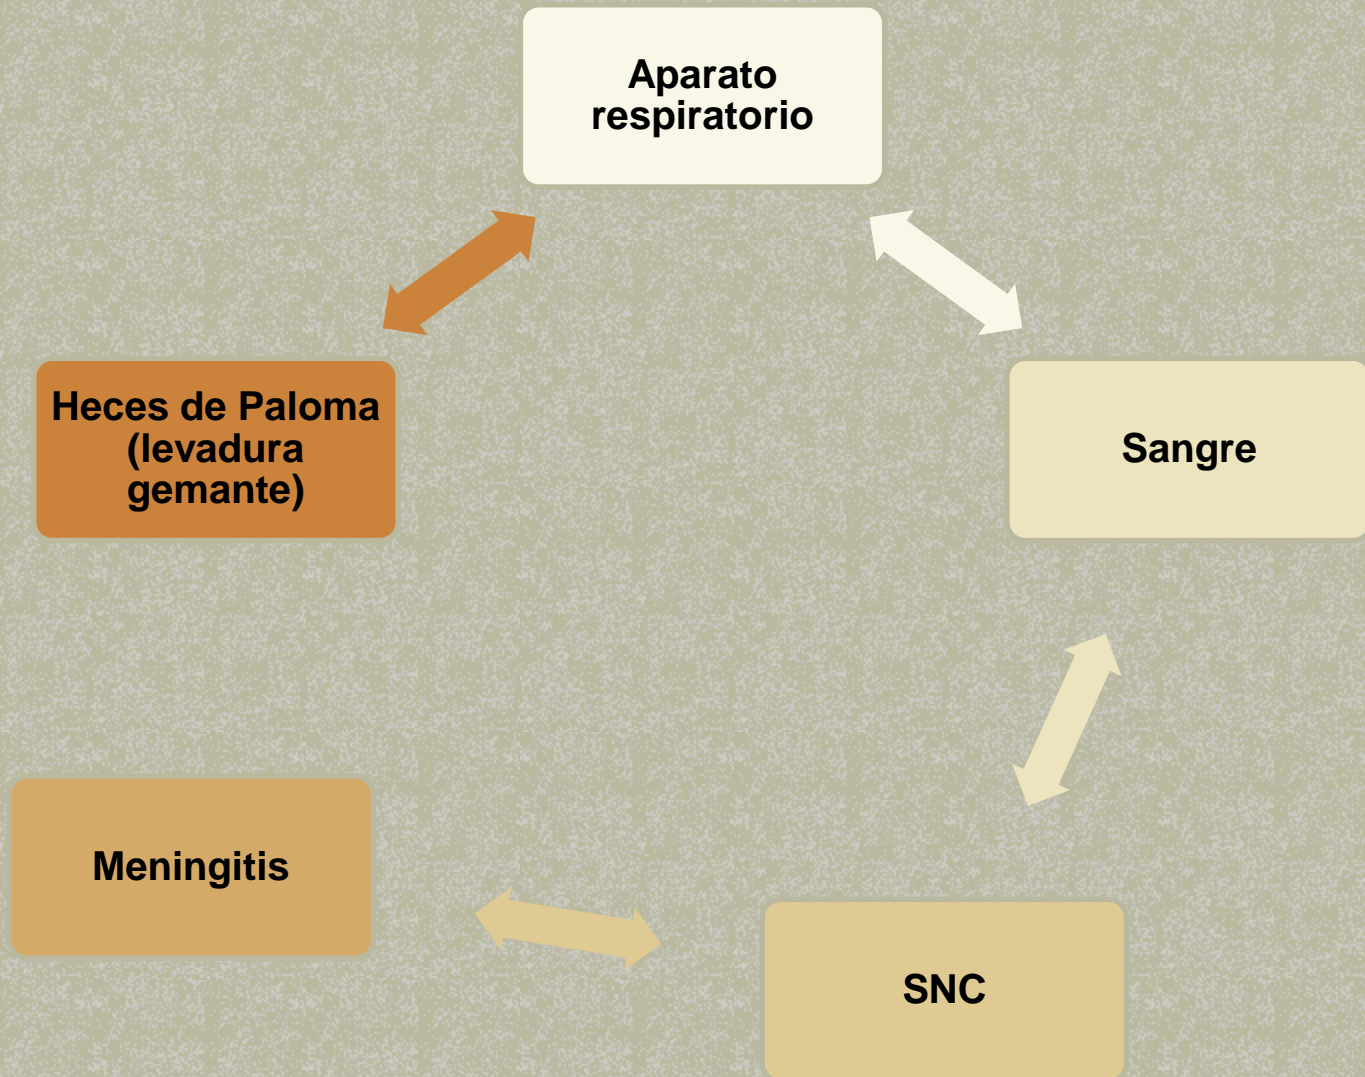 Aparato
respiratorio
Heces de Paloma
(levadura
gemante)
Sangre
Meningitis
SNC